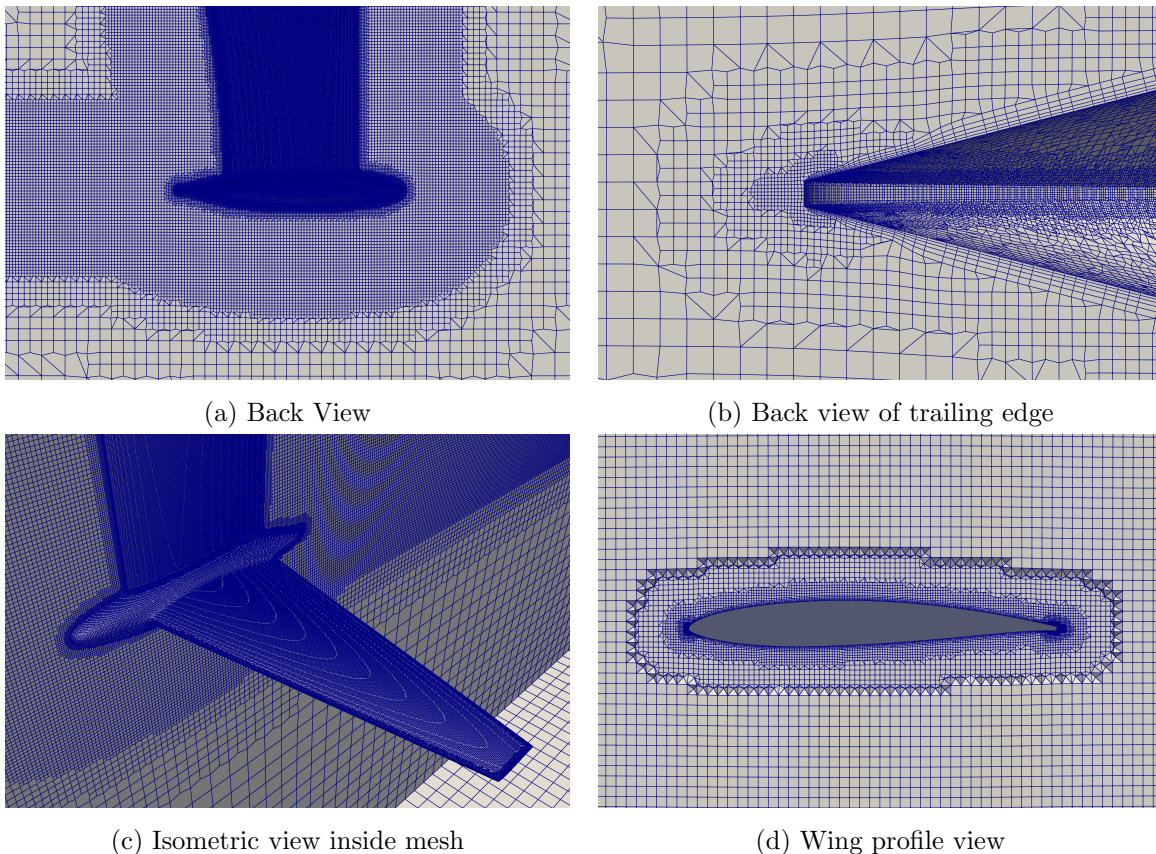 (a) Back View
(b) Back view of trailing edge
(c) Isometric view inside mesh
(d) Wing profile view